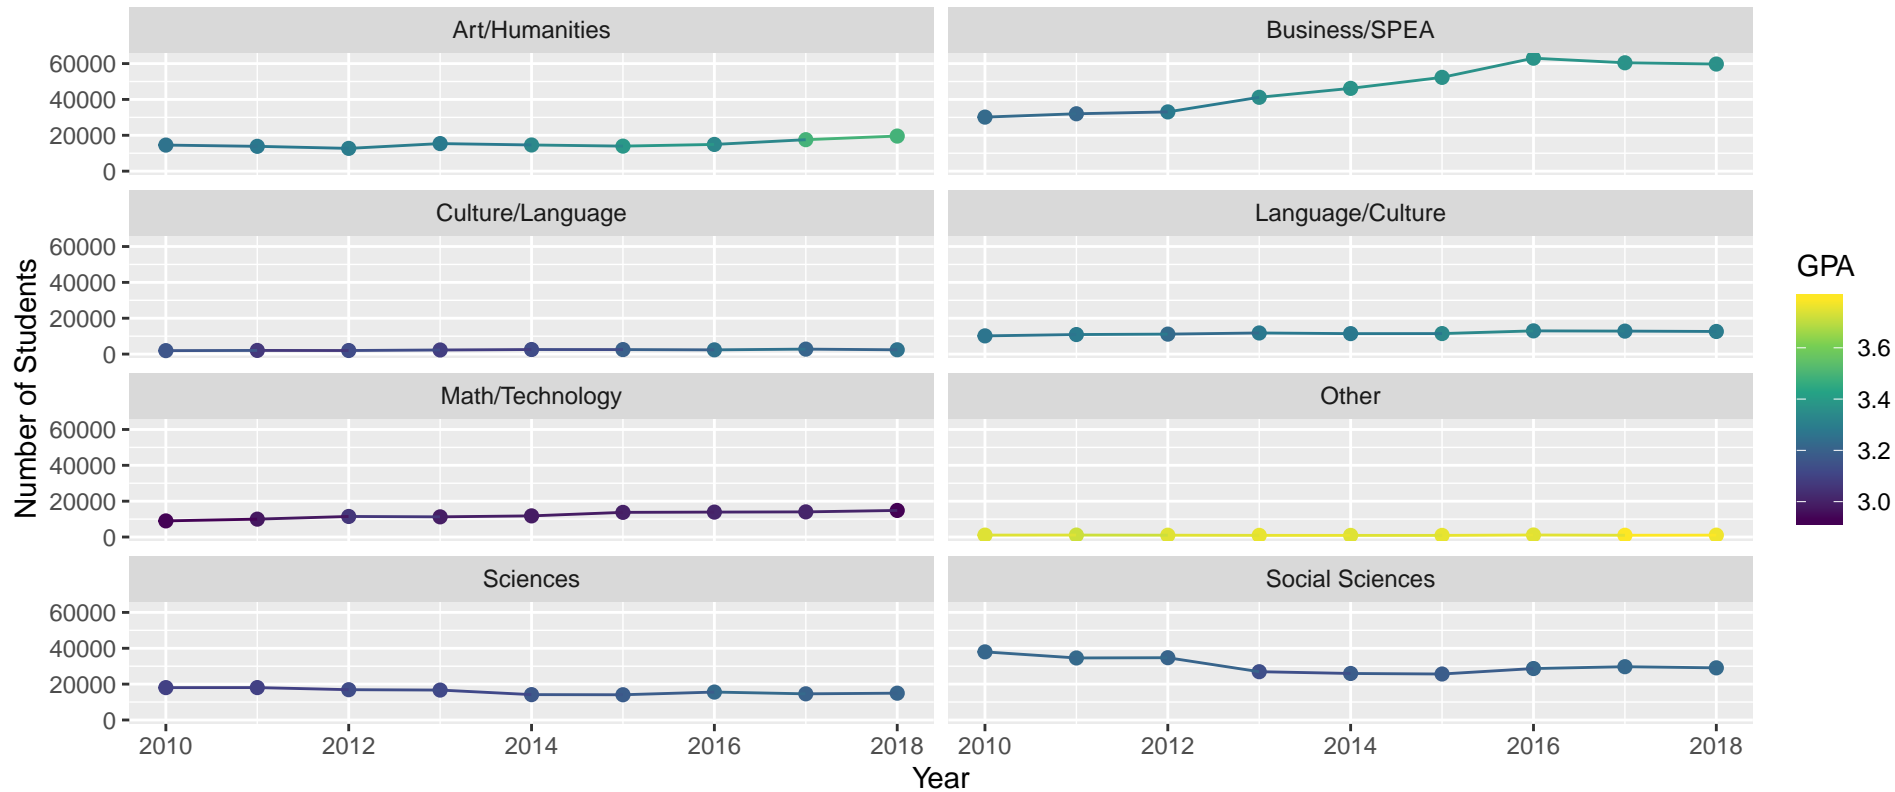 Art/Humanities
Business/SPEA
60000
40000
20000
0
Culture/Language
Language/Culture
60000
40000
20000
0
Math/Technology
Other
60000
40000
20000
0
Sciences
Social Sciences
60000
40000
20000
0
2010 2012 2014 2016 2018
2010 2012 2014 2016 2018
Year
Number of Students
GPA
3.6
3.4
3.2
3.0